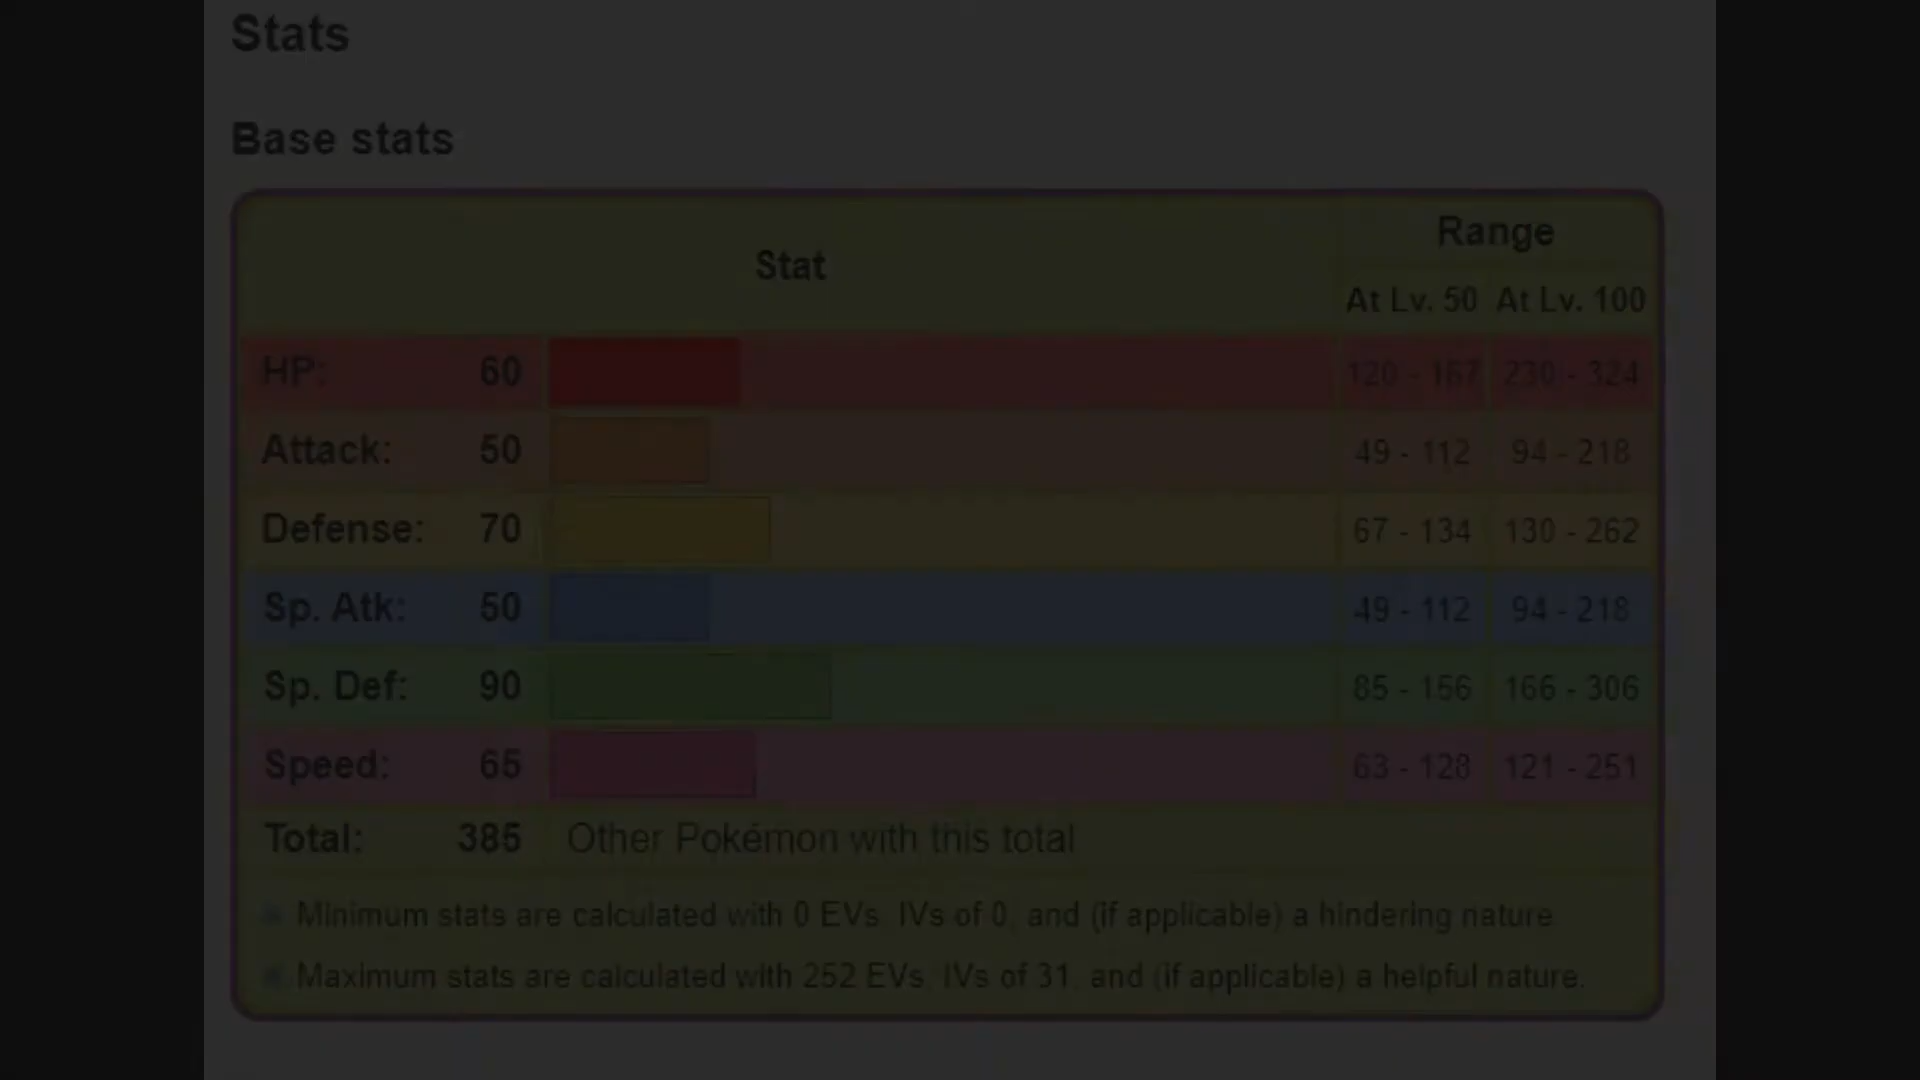 Stats
Base stats
Stat
Range
At Lv. 50 At Lv. 100
HP: 60 120 - 167 230 - 324
Attack: 50 49 - 112 94 - 218
Defense: 70 67 - 134 130 - 262
Sp. Atk: 50 49 - 112 94 - 218
Sp. Def: 90 85 - 156 166 - 306
Speed: 65 63 - 128 121 - 251
Total: 385 Other Pokémon with this total
Minimum stats are calculated with 0 EVs, IVs of 0, and (if applicable) a hindering nature.
Maximum stats are calculated with 252 EVs, IVs of 31, and (if applicable) a helpful nature.